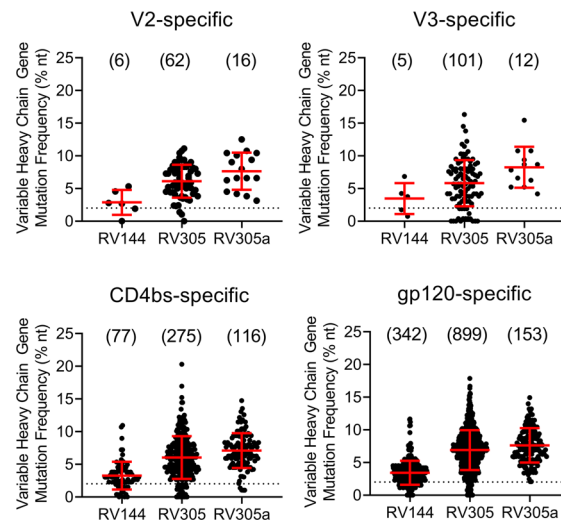 V2-specific
Variable Heavy Chain Gene
Mutation Frequency (% nt)
25
20
15
10
5
0
(6) (62) (16)
RV144 RV305 RV305a
V3-specific
Variable Heavy Chain Gene
Mutation Frequency (% nt)
25
20
15
10
5
0
(5) (101) (12)
RV144 RV305 RV305a
CD4bs-specific
Variable Heavy Chain Gene
Mutation Frequency (% nt)
25
20
15
10
5
0
(77) (275) (116)
RV144 RV305 RV305a
gp120-specific
Variable Heavy Chain Gene
Mutation Frequency (% nt)
25
20
15
10
5
0
(342) (899) (153)
RV144 RV305 RV305a